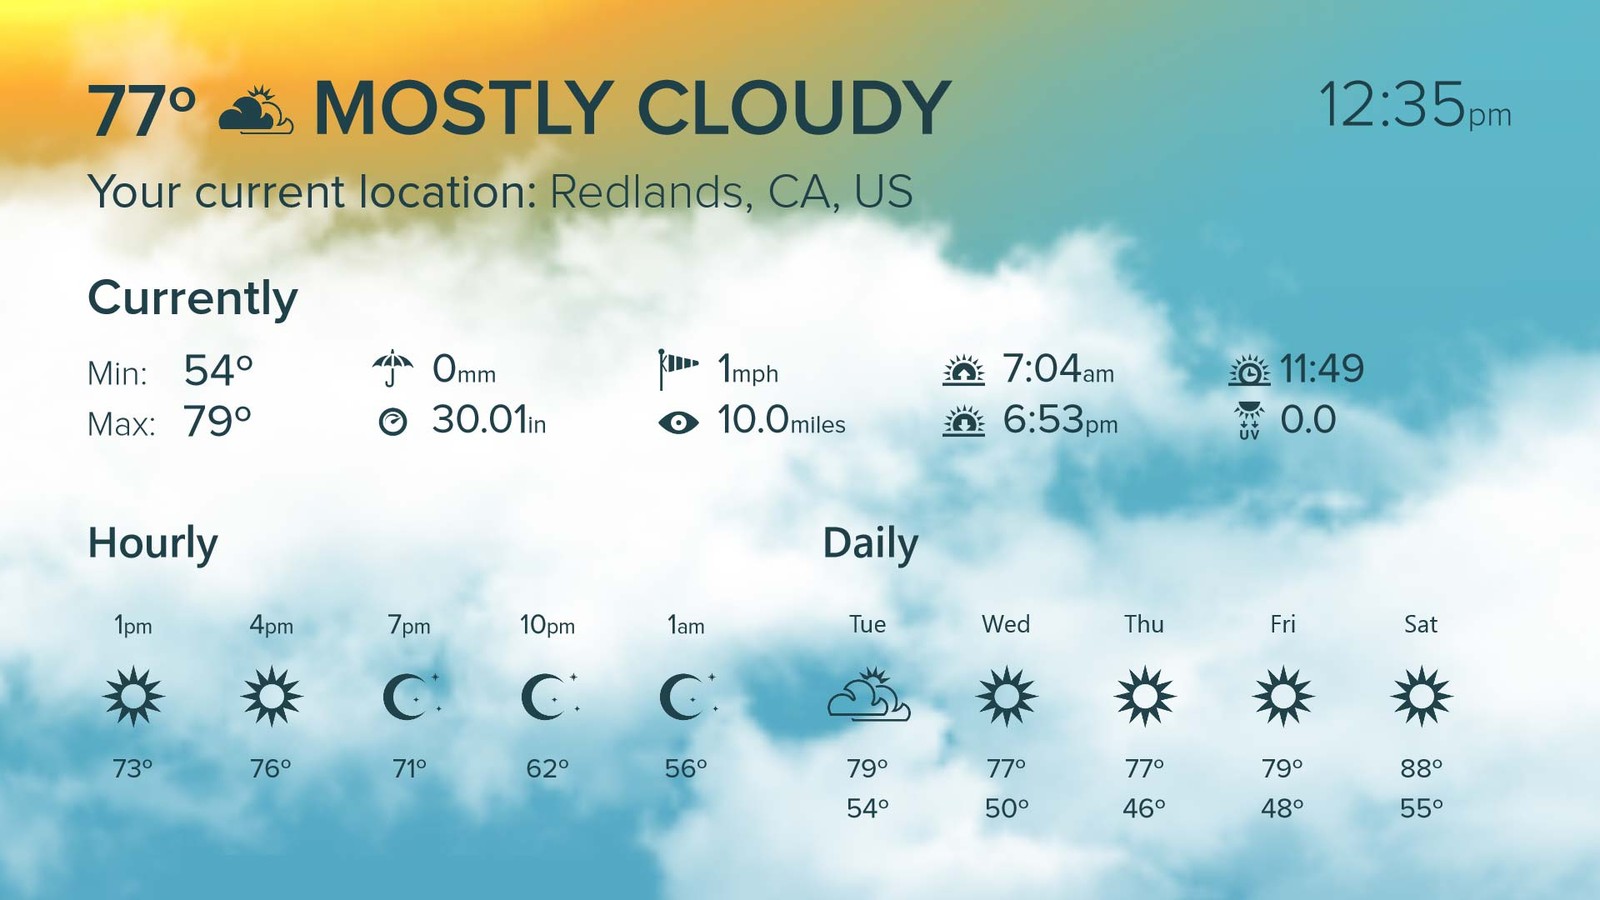 77° MOSTLY CLOUDY 12:35pm
Your current location: Redlands, CA, US
Currently
Min: 54° 0mm 1mph 7:04am 11:49
Max: 79° 30.01in 10.0miles 6:53pm UV 0.0
Hourly Daily
1pm 4pm 7pm 10pm 1am Tue Wed Thu Fri Sat
73° 76° 71° 62° 56° 79° 77° 77° 79° 88°
54° 50° 46° 48° 55°